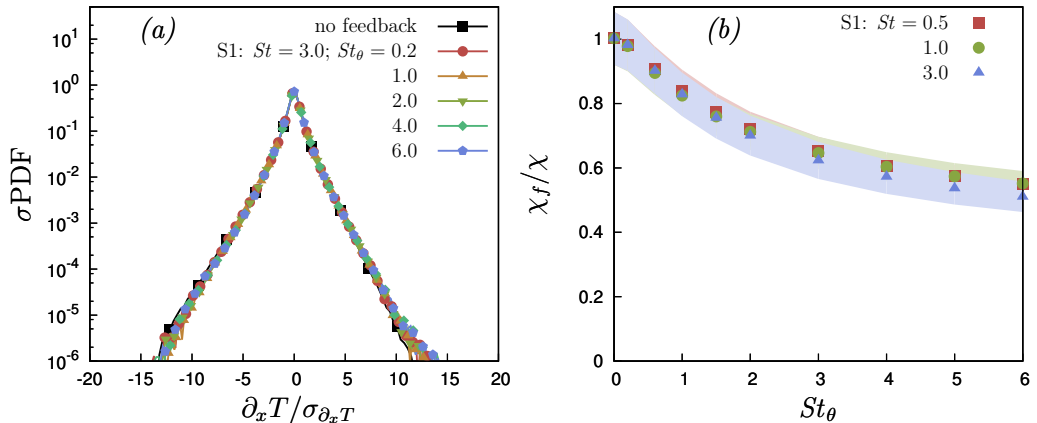 (a)
no feedback
S1: St = 3.0; St_θ = 0.2
1.0
2.0
4.0
6.0
10^1
10^0
10^-1
10^-2
10^-3
10^-4
10^-5
10^-6
σPDF
-20 -15 -10 -5 0 5 10 15 20
∂_xT/σ_∂_xT
(b)
S1: St = 0.5
1.0
3.0
1
0.8
0.6
0.4
0.2
0
χ_f/χ
0 1 2 3 4 5 6
St_θ